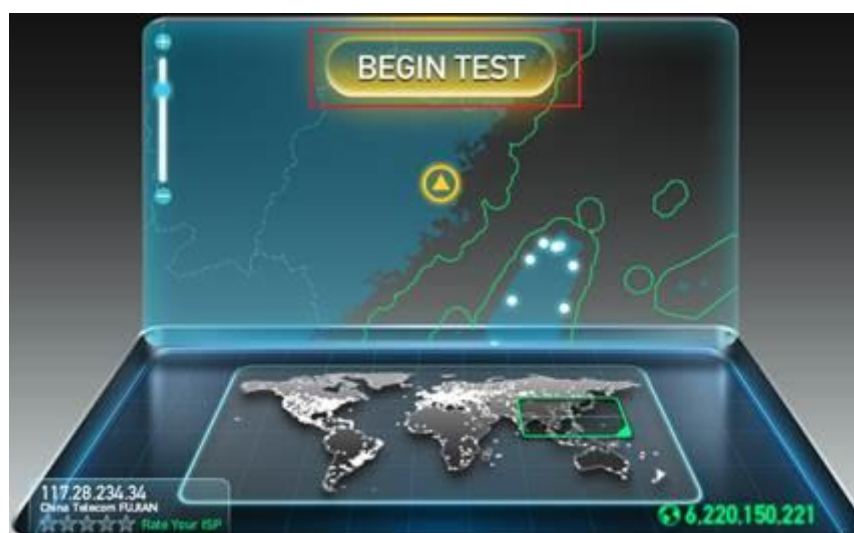 BEGIN TEST
117.28.234.34
China Telecom FUJIAN
Rate Your ISP
6,220,150,221